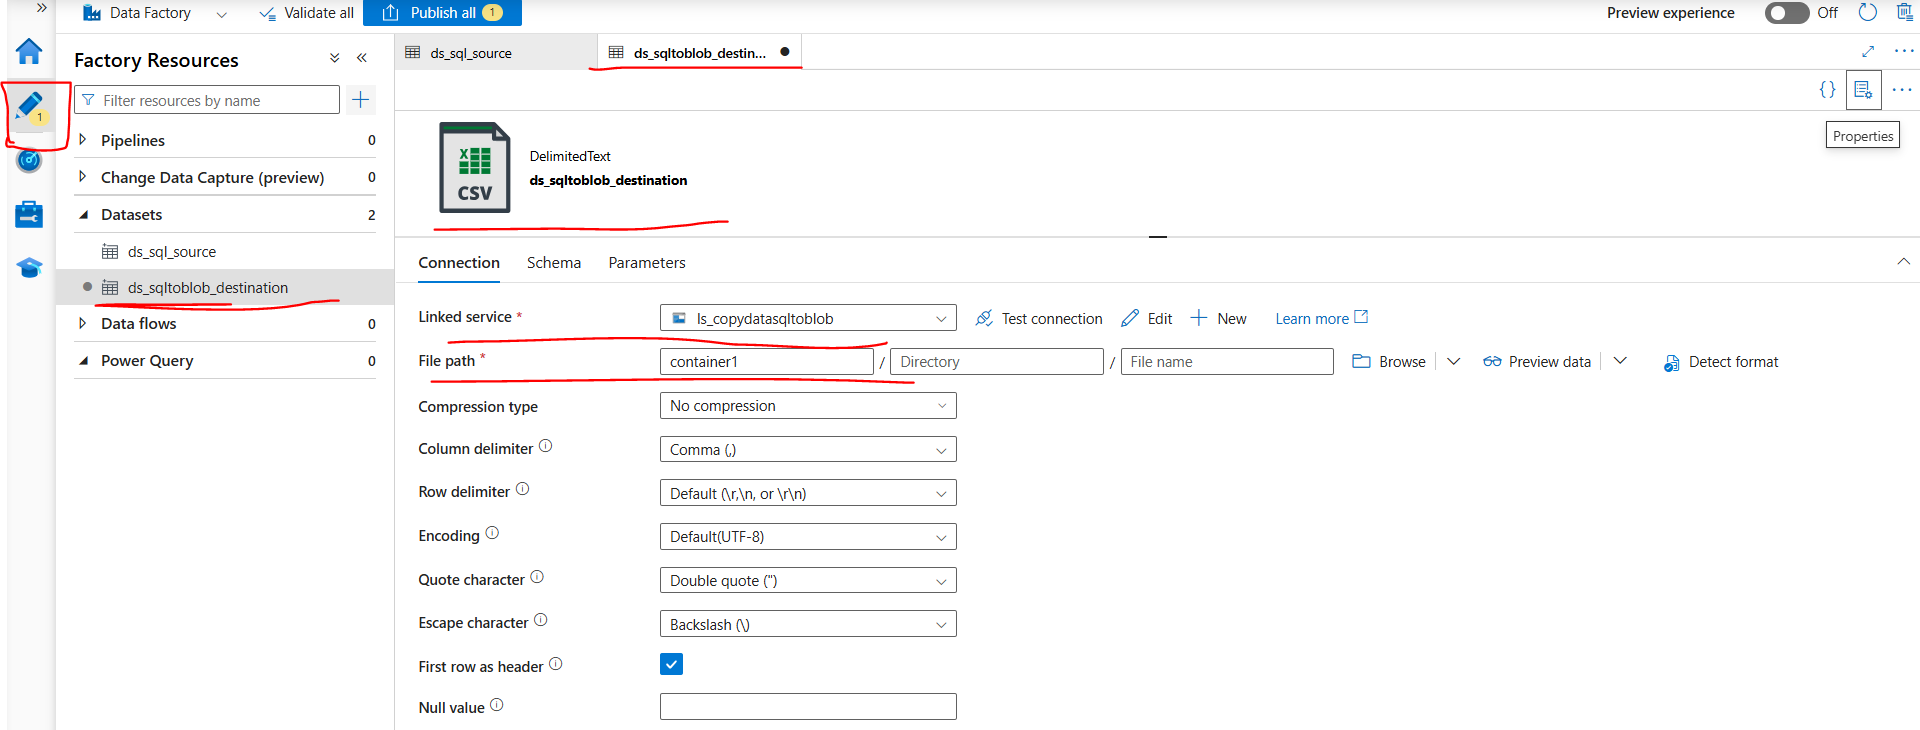 »
Data Factory
Validate all
Publish all 1
Preview experience
Off
Factory Resources
ds_sql_source
ds_sqltoblob_destin...
Filter resources by name
1
{}
Properties
Pipelines 0
Change Data Capture (preview) 0
Datasets 2
ds_sql_source
ds_sqltoblob_destination
Data flows 0
Power Query 0
X
CSV
DelimitedText
ds_sqltoblob_destination
Connection Schema Parameters
Linked service * ls_copydatasqltoblob Test connection Edit New Learn more
File path * container1 / Directory / File name Browse Preview data Detect format
Compression type No compression
Column delimiter Comma (,)
Row delimiter Default (\r,\n, or \r\n)
Encoding Default(UTF-8)
Quote character Double quote (")
Escape character Backslash (\)
First row as header
Null value